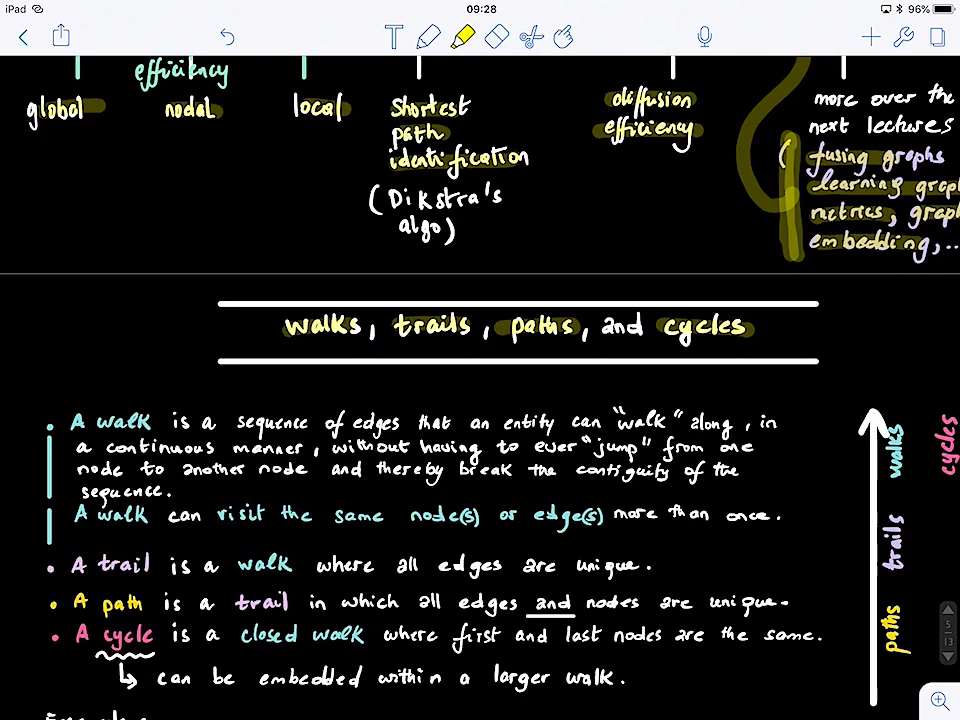 iPad 09:28 96%
efficiency
global nodal local Shortest
path
identification
(Dikstra's
algo)
diffusion
efficiency
more over the
next lectures
( fusing graphs
learning graph
metrics, graph
embedding, ...
walks, trails, paths, and cycles
• A walk is a sequence of edges that an entity can "walk" along, in
a continuous manner, without having to ever "jump" from one
node to another node and thereby break the contiguity of the
sequence.
A walk can visit the same node(s) or edge(s) more than once.
• A trail is a walk where all edges are unique.
• A path is a trail in which all edges and nodes are unique.
• A cycle is a closed walk where first and last nodes are the same.
↳ can be embedded within a larger walk.
walks
trails
paths
cycles
5
13